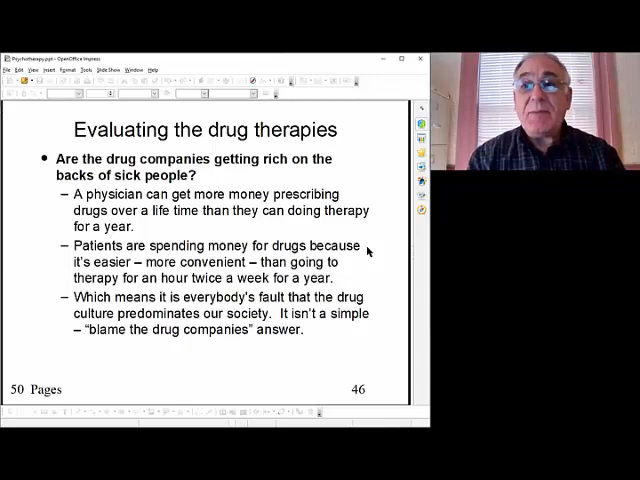 Psychotherapy.ppt - OpenOffice Impress
File Edit View Insert Format Tools Slide Show Window Help
Evaluating the drug therapies
• Are the drug companies getting rich on the
backs of sick people?
– A physician can get more money prescribing
drugs over a life time than they can doing therapy
for a year.
– Patients are spending money for drugs because
it's easier – more convenient – than going to
therapy for an hour twice a week for a year.
– Which means it is everybody's fault that the drug
culture predominates our society. It isn't a simple
– "blame the drug companies" answer.
50 Pages 46